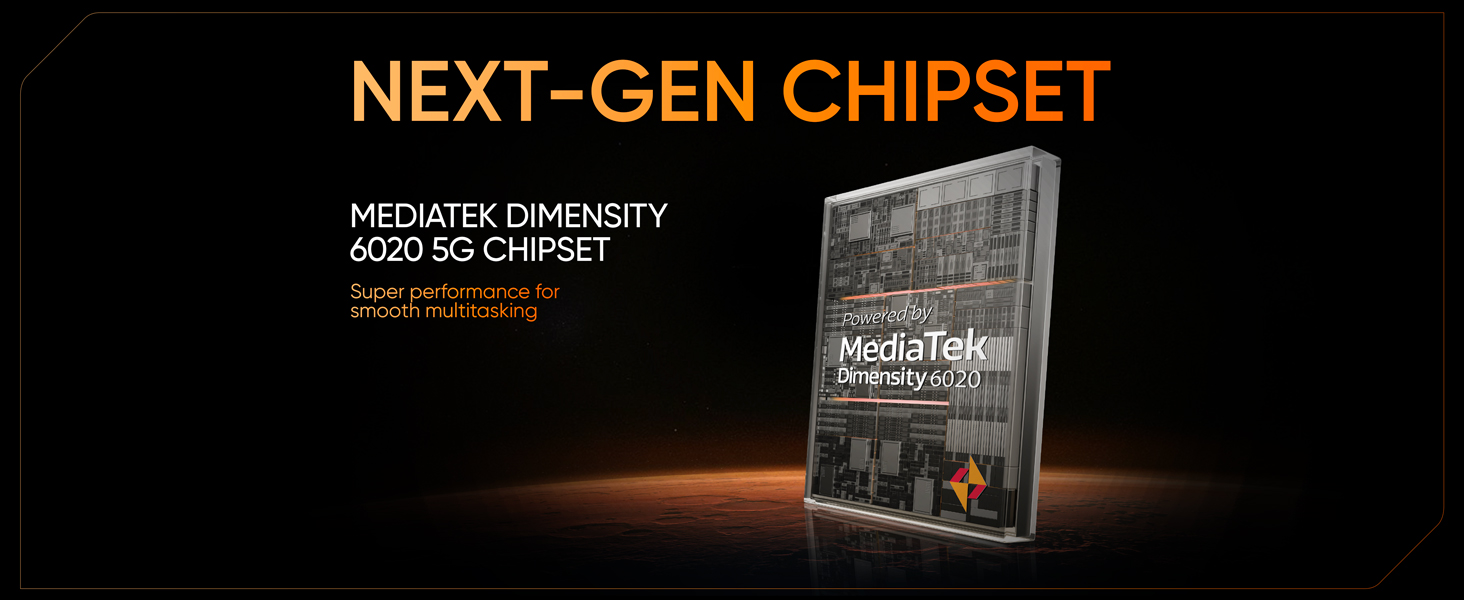 NEXT-GEN CHIPSET
MEDIATEK DIMENSITY
6020 5G CHIPSET
Super performance for
smooth multitasking
Powered by
MediaTek
Dimensity 6020